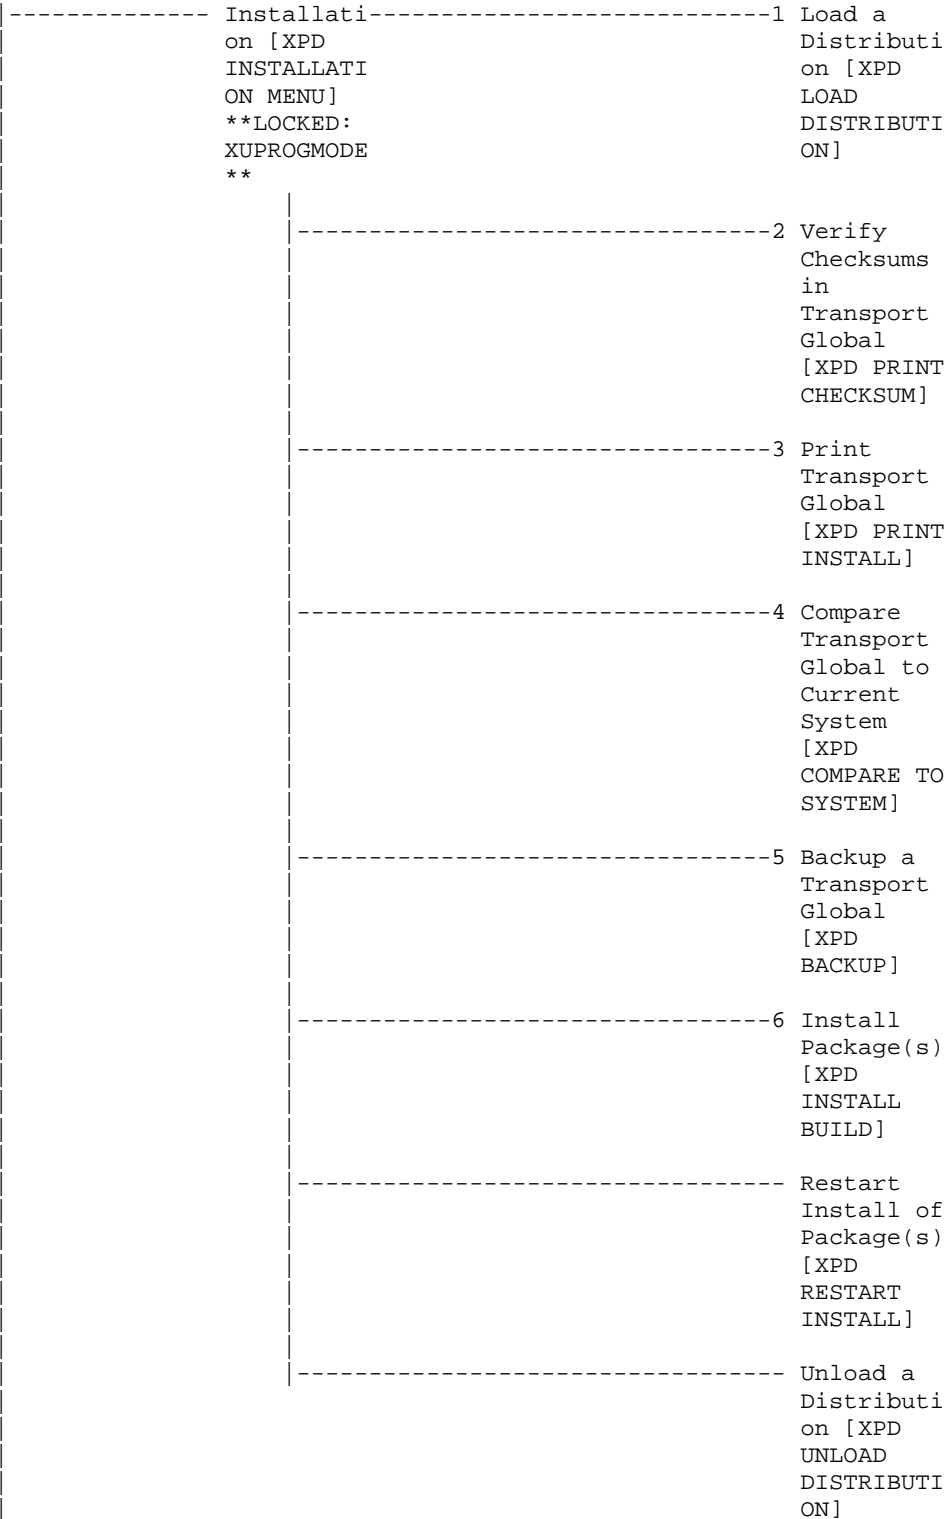 |-------------- Installati----------------------------1 Load a
|               on [XPD                                 Distributi
|               INSTALLATI                              on [XPD
|               ON MENU]                                LOAD
|               **LOCKED:                               DISTRIBUTI
|               XUPROGMODE                              ON]
|               **
|                   |
|                   |---------------------------------2 Verify
|                   |                                   Checksums
|                   |                                   in
|                   |                                   Transport
|                   |                                   Global
|                   |                                   [XPD PRINT
|                   |                                   CHECKSUM]
|                   |
|                   |---------------------------------3 Print
|                   |                                   Transport
|                   |                                   Global
|                   |                                   [XPD PRINT
|                   |                                   INSTALL]
|                   |
|                   |---------------------------------4 Compare
|                   |                                   Transport
|                   |                                   Global to
|                   |                                   Current
|                   |                                   System
|                   |                                   [XPD
|                   |                                   COMPARE TO
|                   |                                   SYSTEM]
|                   |
|                   |---------------------------------5 Backup a
|                   |                                   Transport
|                   |                                   Global
|                   |                                   [XPD
|                   |                                   BACKUP]
|                   |
|                   |---------------------------------6 Install
|                   |                                   Package(s)
|                   |                                   [XPD
|                   |                                   INSTALL
|                   |                                   BUILD]
|                   |
|                   |---------------------------------- Restart
|                   |                                   Install of
|                   |                                   Package(s)
|                   |                                   [XPD
|                   |                                   RESTART
|                   |                                   INSTALL]
|                   |
|                   |---------------------------------- Unload a
|                                                       Distributi
|                                                       on [XPD
|                                                       UNLOAD
|                                                       DISTRIBUTI
|                                                       ON]